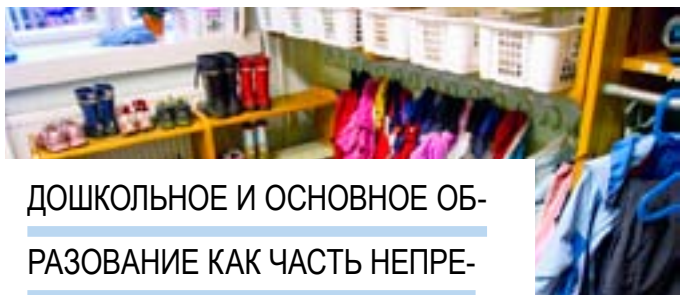 ДОШКОЛЬНОЕ И ОСНОВНОЕ ОБ-
РАЗОВАНИЕ КАК ЧАСТЬ НЕПРЕ-